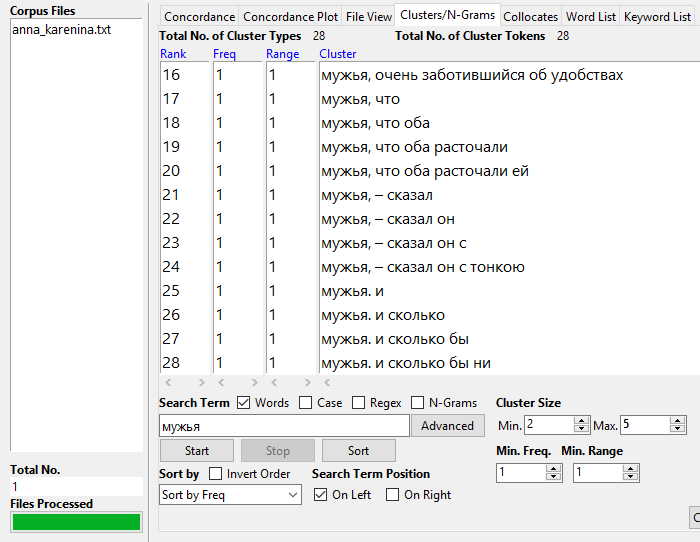 Corpus Files
anna_karenina.txt
Total No.
1
Files Processed
Concordance Concordance Plot File View Clusters/N-Grams Collocates Word List Keyword List
Total No. of Cluster Types 28 Total No. of Cluster Tokens 28
Rank Freq Range Cluster
16 1 1 мужья, очень заботившийся об удобствах
17 1 1 мужья, что
18 1 1 мужья, что оба
19 1 1 мужья, что оба расточали
20 1 1 мужья, что оба расточали ей
21 1 1 мужья, – сказал
22 1 1 мужья, – сказал он
23 1 1 мужья, – сказал он с
24 1 1 мужья, – сказал он с тонкою
25 1 1 мужья. и
26 1 1 мужья. и сколько
27 1 1 мужья. и сколько бы
28 1 1 мужья. и сколько бы ни
Search Term Words Case Regex N-Grams Cluster Size
мужья Advanced Min. 2 Max. 5
Start Stop Sort Min. Freq. Min. Range
Sort by Invert Order Search Term Position 1 1
Sort by Freq On Left On Right